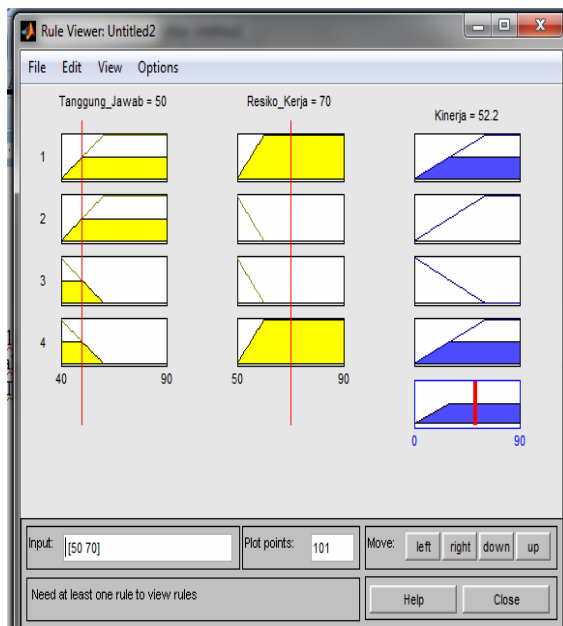 Rule Viewer: Untitled2
File Edit View Options
Tanggung_Jawab = 50 Resiko_Kerja = 70 Kinerja = 52.2
1
2
3
4
40 90 50 90
0 90
Input: [50 70] Plot points: 101 Move: left right down up
Need at least one rule to view rules Help Close